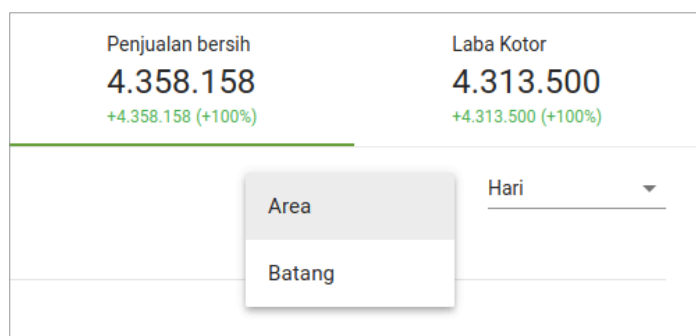 Penjualan bersih
4.358.158
+4.358.158 (+100%)
Laba Kotor
4.313.500
+4.313.500 (+100%)
Area
Batang
Hari